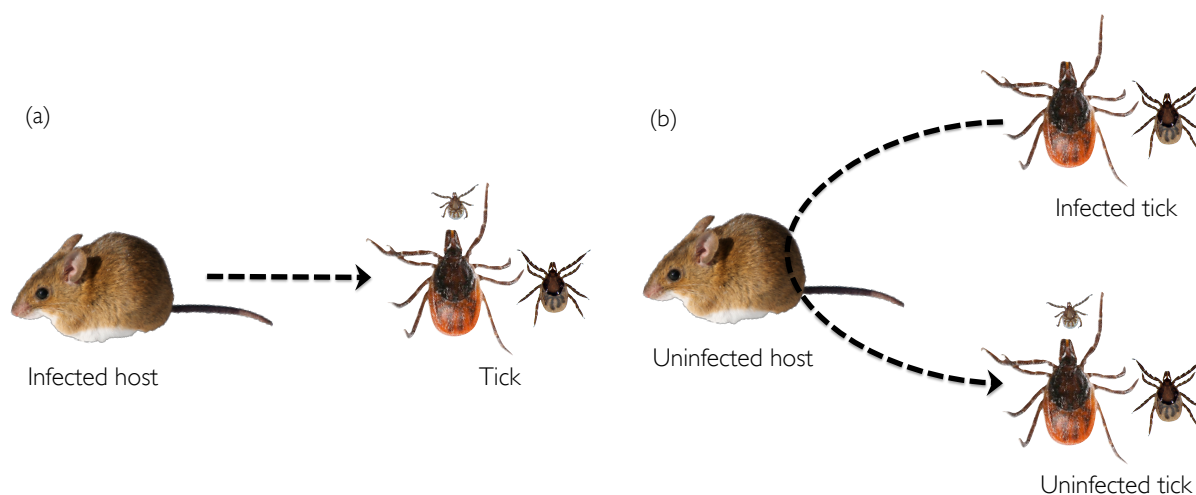 (a)
Infected host
Tick
(b)
Infected tick
Uninfected host
Uninfected tick